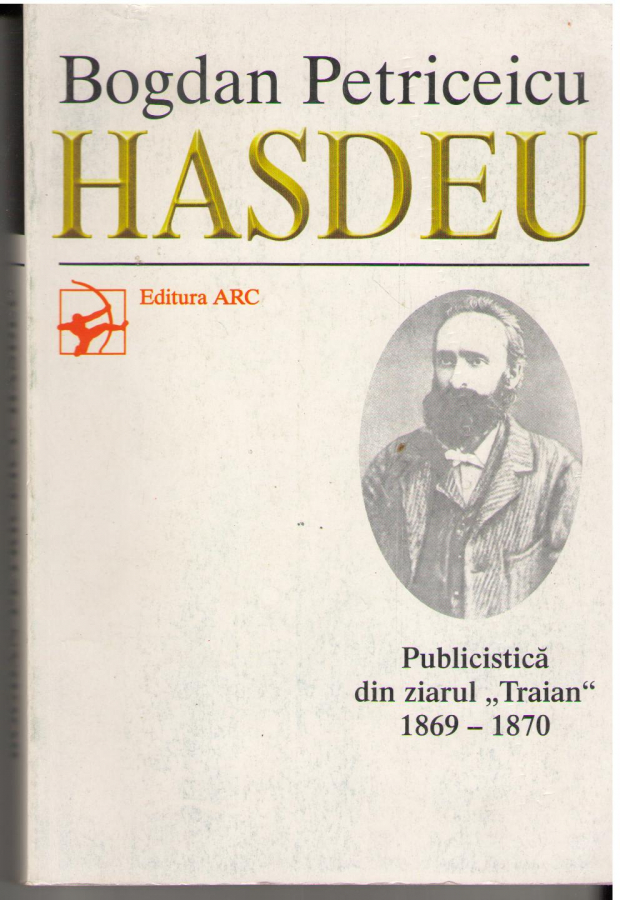 Bogdan Petriceicu
HASDEU
Editura ARC
Publicistică
din ziarul „Traian“
1869 – 1870